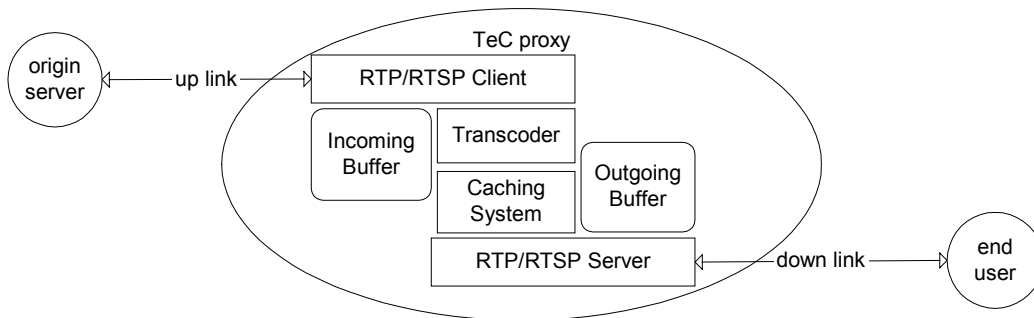 TeC proxy
origin
server
up link
RTP/RTSP Client
Incoming
Buffer
Transcoder
Caching
System
Outgoing
Buffer
RTP/RTSP Server
down link
end
user